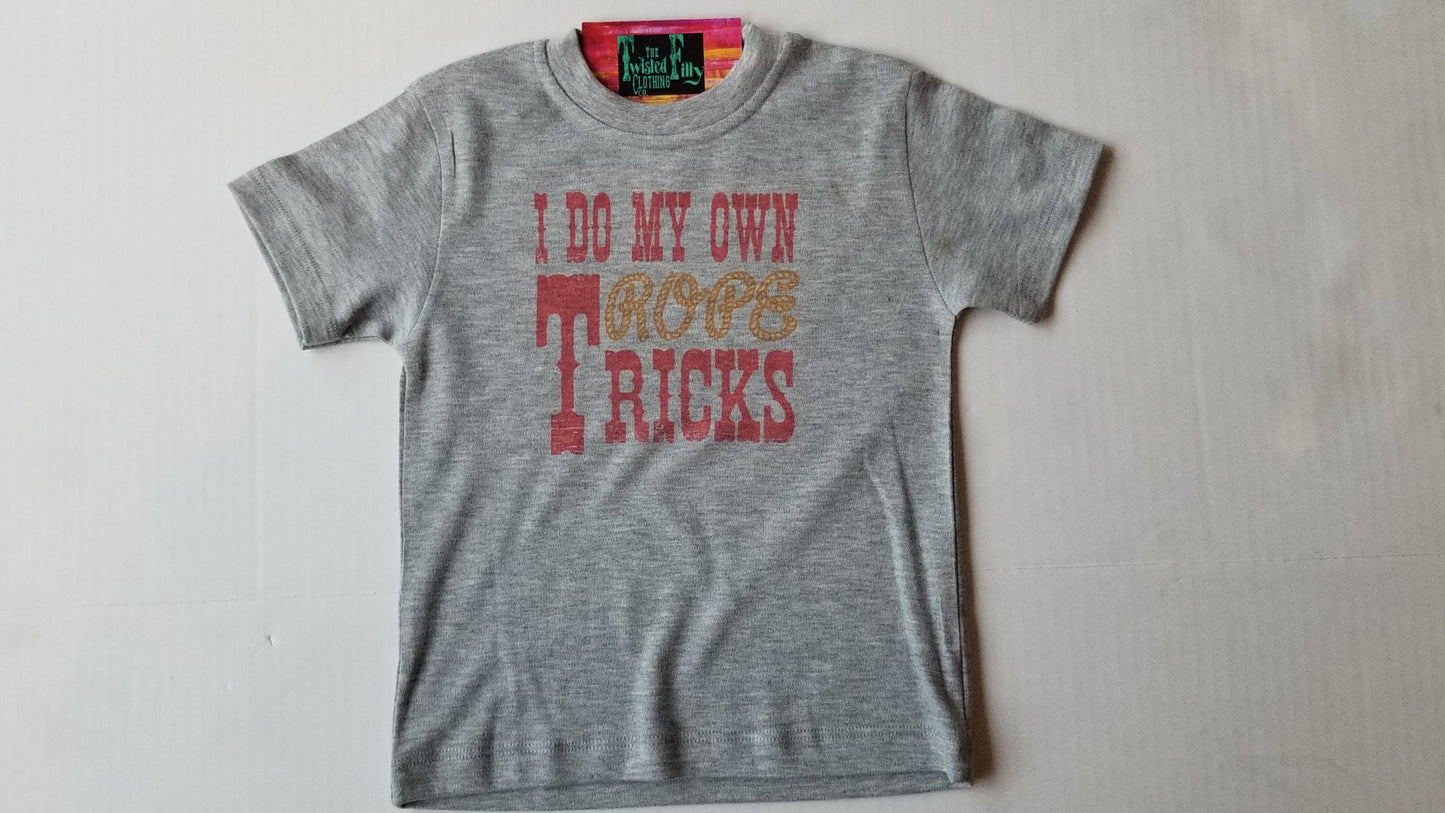 THE
Twisted Filly
CLOTHING
CO.
I DO MY OWN
ROPE
TRICKS